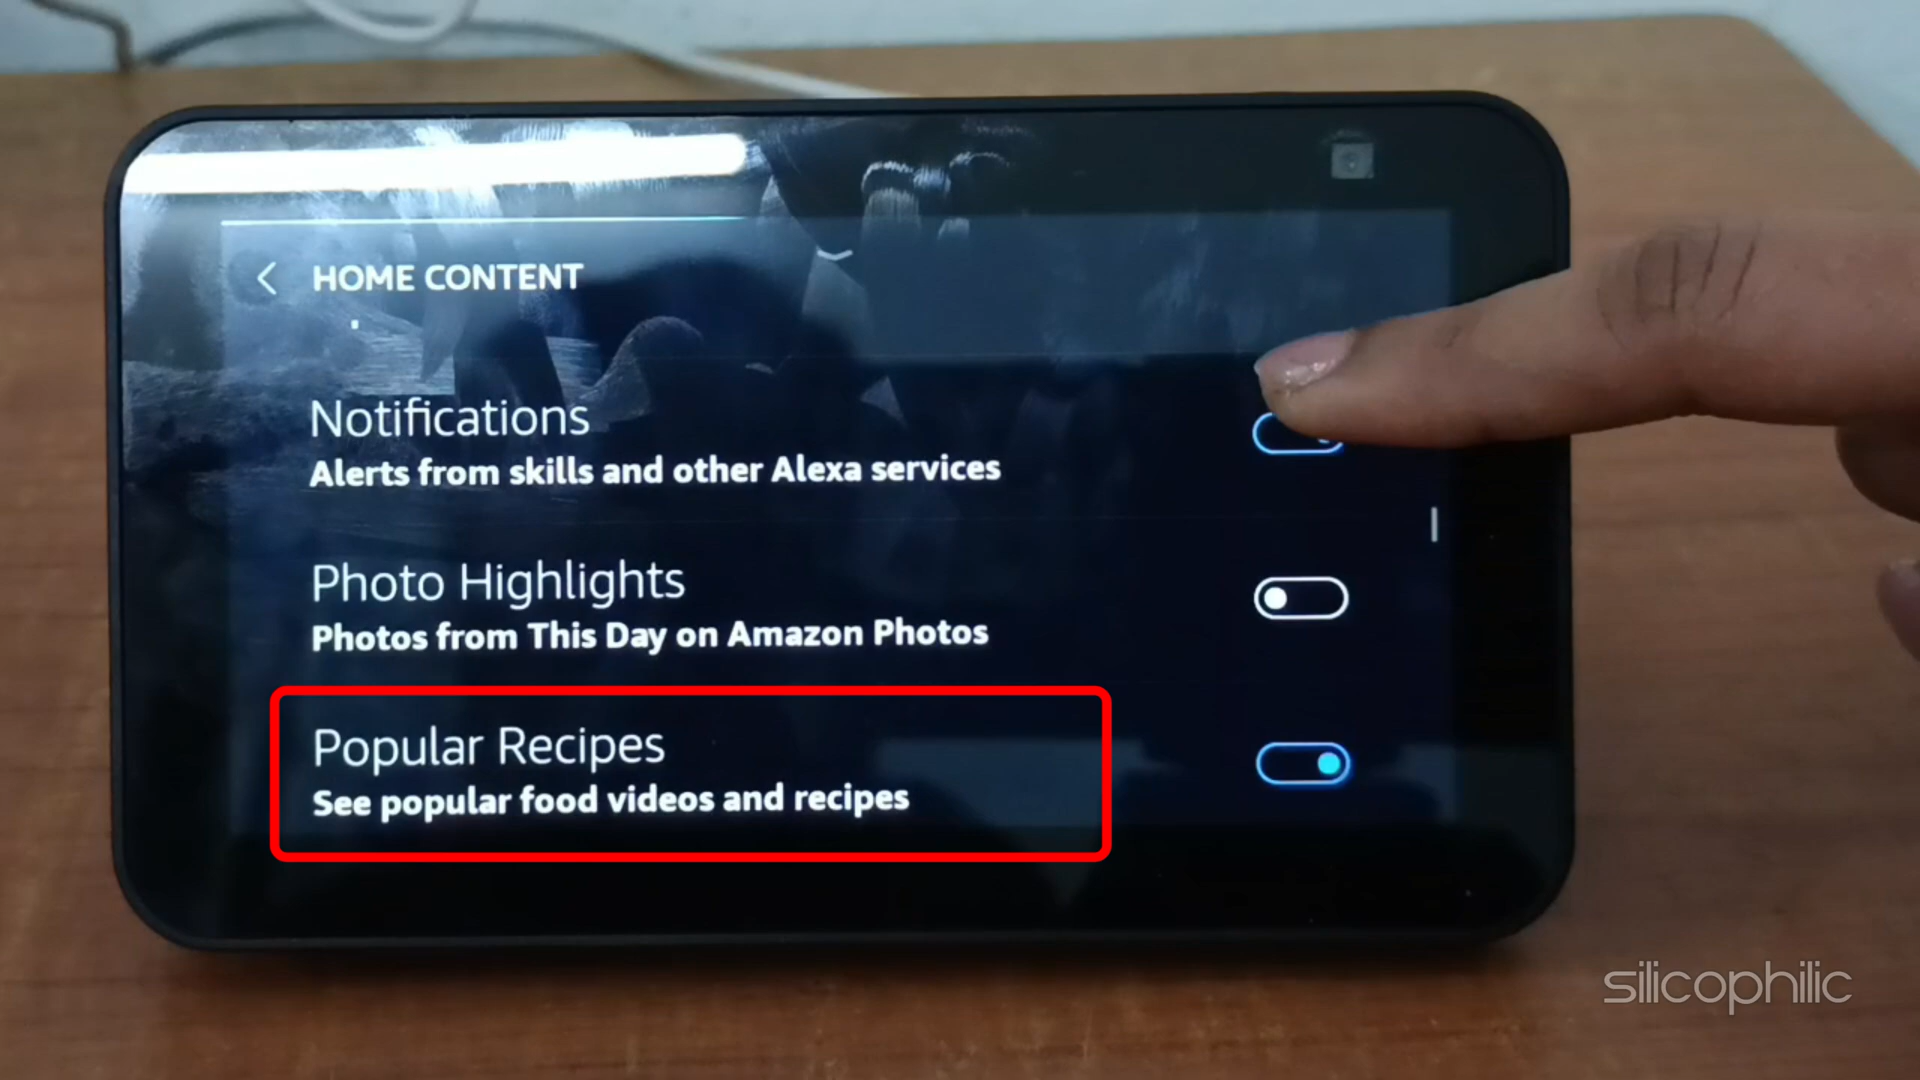 HOME CONTENT
Notifications
Alerts from skills and other Alexa services
Photo Highlights
Photos from This Day on Amazon Photos
Popular Recipes
See popular food videos and recipes
silicophilic